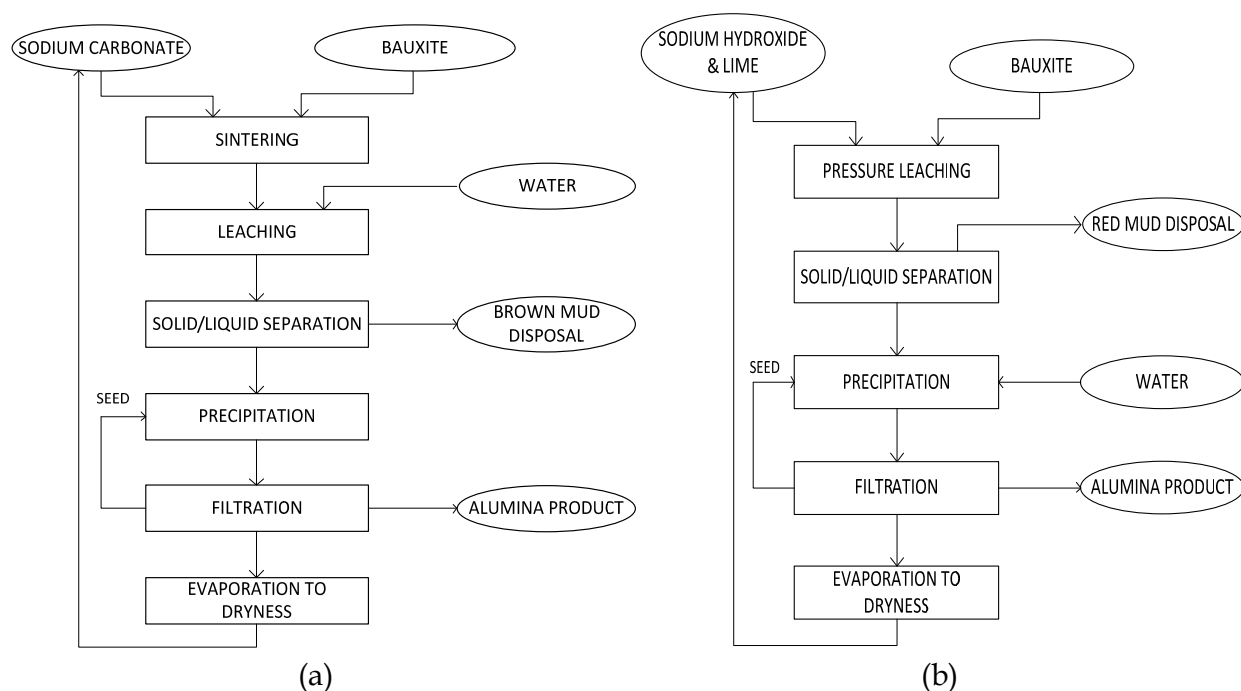 SODIUM CARBONATE
BAUXITE
SINTERING
WATER
LEACHING
SOLID/LIQUID SEPARATION
BROWN MUD
DISPOSAL
SEED
PRECIPITATION
FILTRATION
ALUMINA PRODUCT
EVAPORATION TO
DRYNESS
(a)
SODIUM HYDROXIDE
& LIME
BAUXITE
PRESSURE LEACHING
RED MUD DISPOSAL
SOLID/LIQUID SEPARATION
SEED
PRECIPITATION
WATER
FILTRATION
ALUMINA PRODUCT
EVAPORATION TO
DRYNESS
(b)